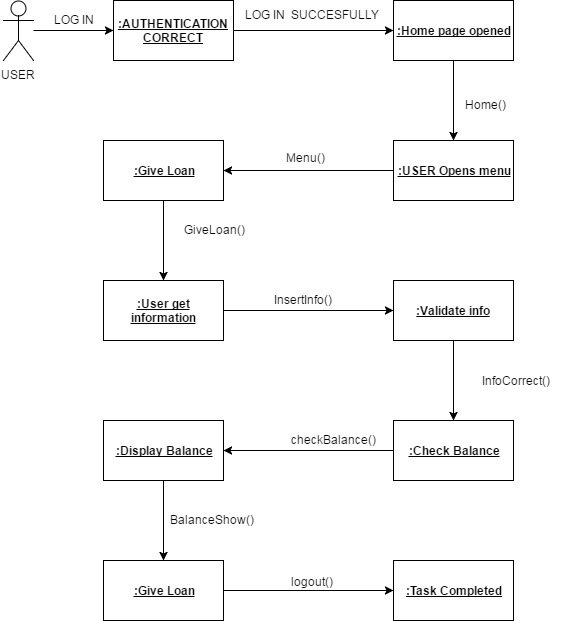 LOG IN
:AUTHENTICATION
CORRECT
LOG IN SUCCESFULLY
:Home page opened
USER
Home()
:Give Loan
Menu()
:USER Opens menu
GiveLoan()
:User get
information
InsertInfo()
:Validate info
InfoCorrect()
:Display Balance
checkBalance()
:Check Balance
BalanceShow()
:Give Loan
logout()
:Task Completed